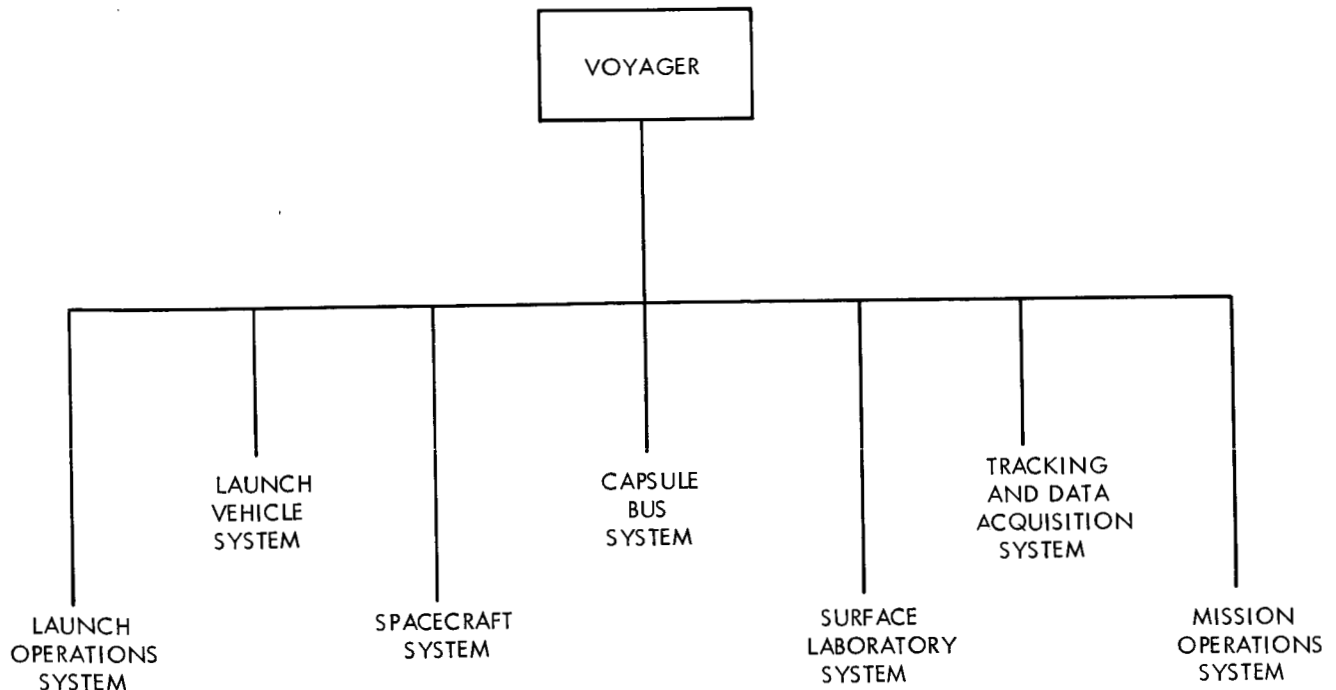 VOYAGER
LAUNCH
OPERATIONS
SYSTEM
LAUNCH
VEHICLE
SYSTEM
SPACECRAFT
SYSTEM
CAPSULE
BUS
SYSTEM
SURFACE
LABORATORY
SYSTEM
TRACKING
AND DATA
ACQUISITION
SYSTEM
MISSION
OPERATIONS
SYSTEM